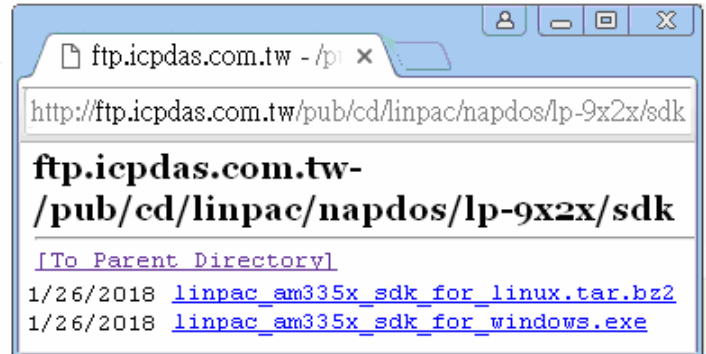 ftp.icpdas.com.tw - /p
http://ftp.icpdas.com.tw/pub/cd/linpac/napdos/lp-9x2x/sdk
ftp.icpdas.com.tw-
/pub/cd/linpac/napdos/lp-9x2x/sdk
[To Parent Directory]
1/26/2018 linpac_am335x_sdk_for_linux.tar.bz2
1/26/2018 linpac_am335x_sdk_for_windows.exe